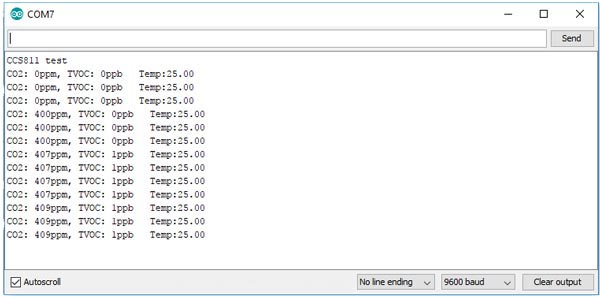 COM7
Send
CCS811 test
CO2: 0ppm, TVOC: 0ppb   Temp:25.00
CO2: 0ppm, TVOC: 0ppb   Temp:25.00
CO2: 0ppm, TVOC: 0ppb   Temp:25.00
CO2: 400ppm, TVOC: 0ppb   Temp:25.00
CO2: 400ppm, TVOC: 0ppb   Temp:25.00
CO2: 400ppm, TVOC: 0ppb   Temp:25.00
CO2: 407ppm, TVOC: 1ppb   Temp:25.00
CO2: 407ppm, TVOC: 1ppb   Temp:25.00
CO2: 407ppm, TVOC: 1ppb   Temp:25.00
CO2: 407ppm, TVOC: 1ppb   Temp:25.00
CO2: 409ppm, TVOC: 1ppb   Temp:25.00
CO2: 409ppm, TVOC: 1ppb   Temp:25.00
CO2: 409ppm, TVOC: 1ppb   Temp:25.00
Autoscroll No line ending 9600 baud Clear output